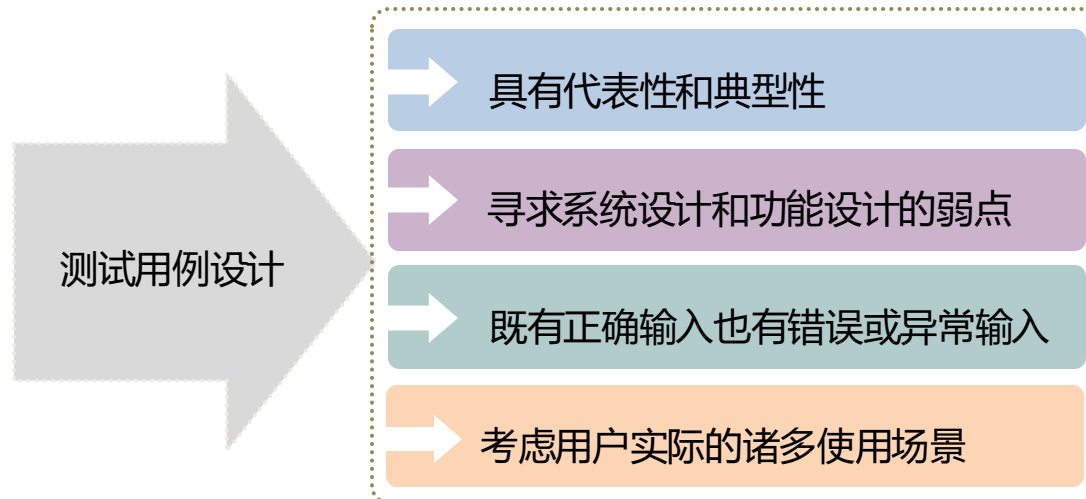 测试用例设计
具有代表性和典型性
寻求系统设计和功能设计的弱点
既有正确输入也有错误或异常输入
考虑用户实际的诸多使用场景